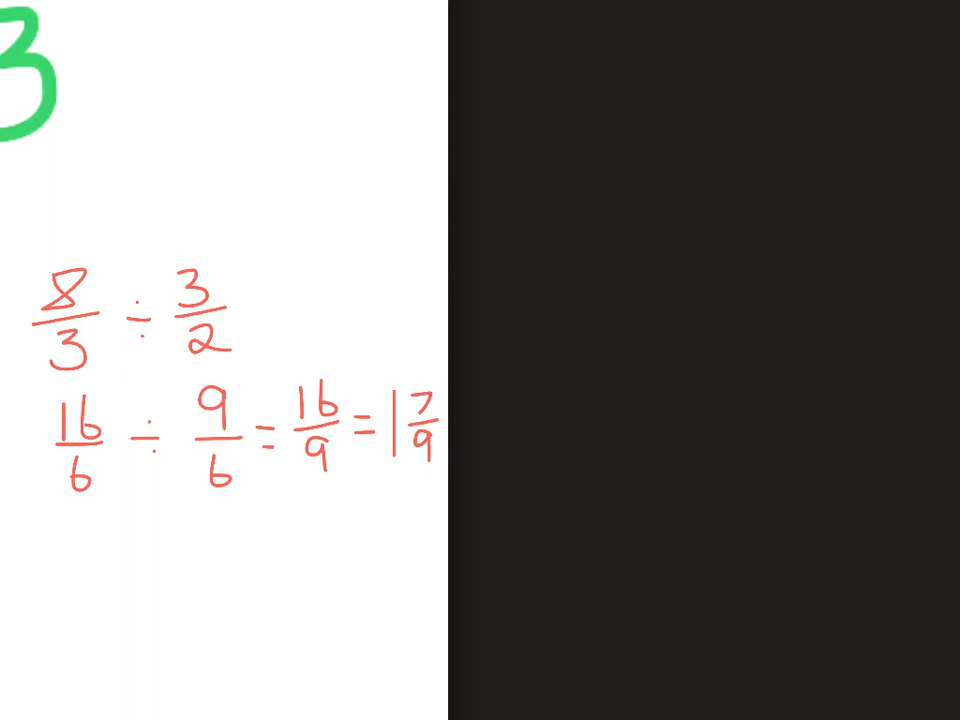 3
8/3 ÷ 3/2
16/6 ÷ 9/6 = 16/9 = 1 7/9